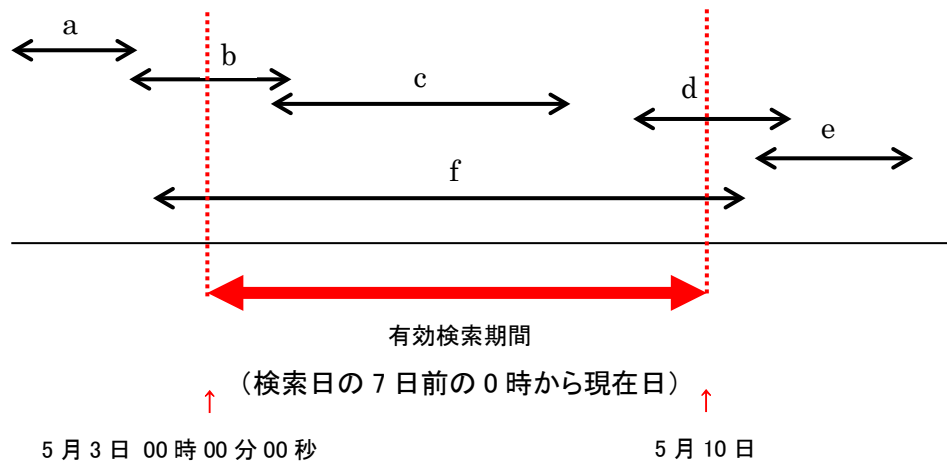 a
b
c
d
e
f
有効検索期間
（検索日の 7 日前の 0 時から現在日）
↑ ↑
5 月 3 日 00 時 00 分 00 秒 5 月 10 日